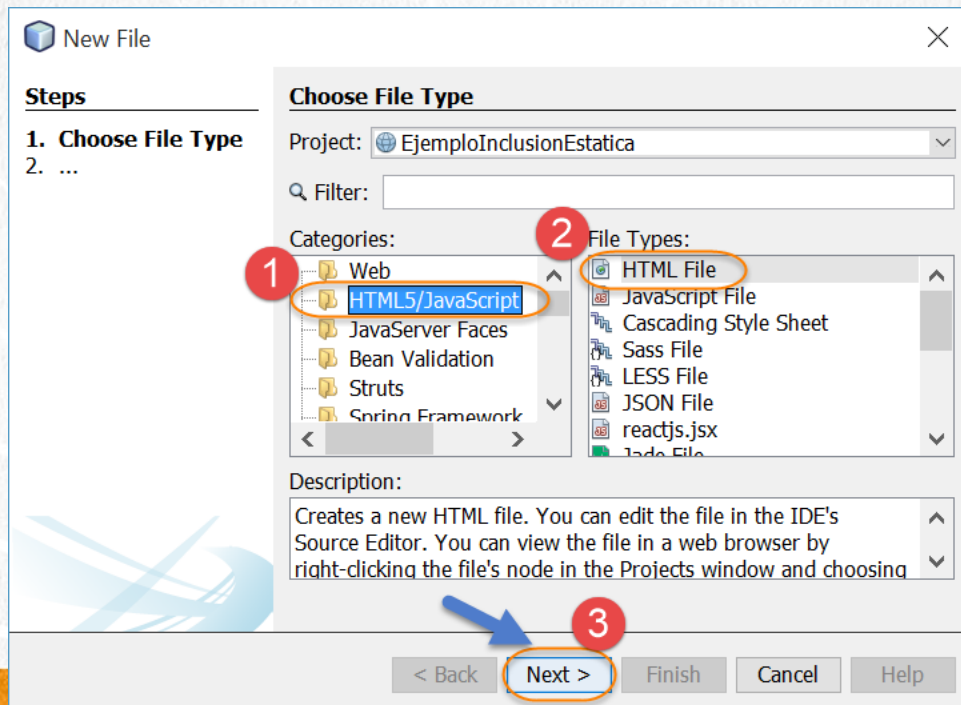 New File
Steps
1. Choose File Type
2. ...
Choose File Type
Project: EjemploInclusionEstatica
Filter:
Categories:
1
Web
HTML5/JavaScript
JavaServer Faces
Bean Validation
Struts
Spring Framework
2
File Types:
HTML File
JavaScript File
Cascading Style Sheet
Sass File
LESS File
JSON File
reactjs.jsx
Jade File
Description:
Creates a new HTML file. You can edit the file in the IDE's
Source Editor. You can view the file in a web browser by
right-clicking the file's node in the Projects window and choosing
3
< Back Next > Finish Cancel Help